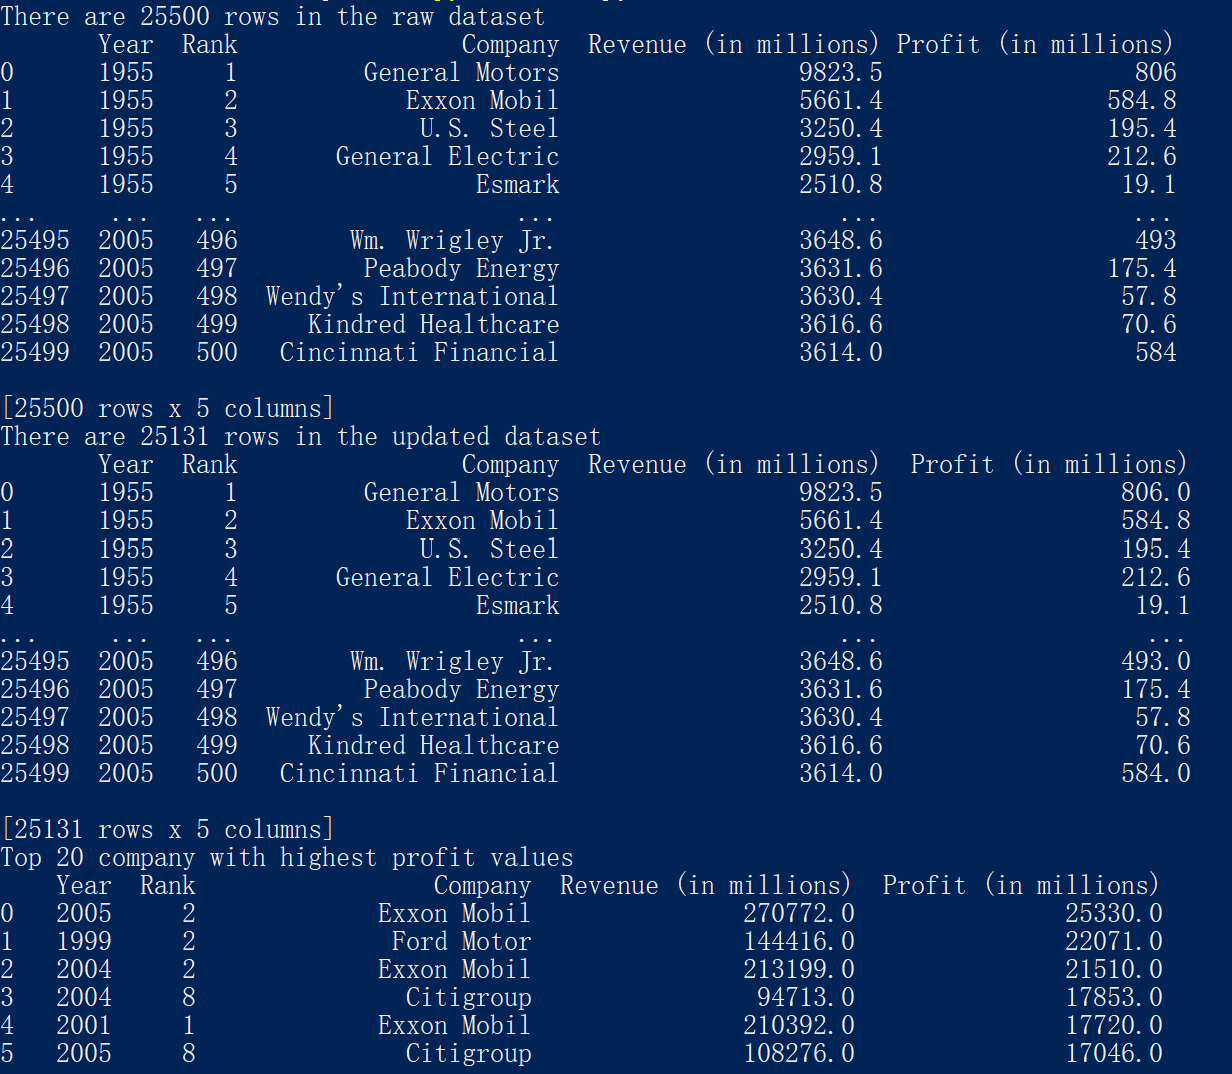 There are 25500 rows in the raw dataset
Year Rank Company Revenue (in millions) Profit (in millions)
0 1955 1 General Motors 9823.5 806
1 1955 2 Exxon Mobil 5661.4 584.8
2 1955 3 U.S. Steel 3250.4 195.4
3 1955 4 General Electric 2959.1 212.6
4 1955 5 Esmark 2510.8 19.1
... ... ... ... ... ...
25495 2005 496 Wm. Wrigley Jr. 3648.6 493
25496 2005 497 Peabody Energy 3631.6 175.4
25497 2005 498 Wendy's International 3630.4 57.8
25498 2005 499 Kindred Healthcare 3616.6 70.6
25499 2005 500 Cincinnati Financial 3614.0 584
[25500 rows x 5 columns]
There are 25131 rows in the updated dataset
Year Rank Company Revenue (in millions) Profit (in millions)
0 1955 1 General Motors 9823.5 806.0
1 1955 2 Exxon Mobil 5661.4 584.8
2 1955 3 U.S. Steel 3250.4 195.4
3 1955 4 General Electric 2959.1 212.6
4 1955 5 Esmark 2510.8 19.1
... ... ... ... ... ...
25495 2005 496 Wm. Wrigley Jr. 3648.6 493.0
25496 2005 497 Peabody Energy 3631.6 175.4
25497 2005 498 Wendy's International 3630.4 57.8
25498 2005 499 Kindred Healthcare 3616.6 70.6
25499 2005 500 Cincinnati Financial 3614.0 584.0
[25131 rows x 5 columns]
Top 20 company with highest profit values
Year Rank Company Revenue (in millions) Profit (in millions)
0 2005 2 Exxon Mobil 270772.0 25330.0
1 1999 2 Ford Motor 144416.0 22071.0
2 2004 2 Exxon Mobil 213199.0 21510.0
3 2004 8 Citigroup 94713.0 17853.0
4 2001 1 Exxon Mobil 210392.0 17720.0
5 2005 8 Citigroup 108276.0 17046.0